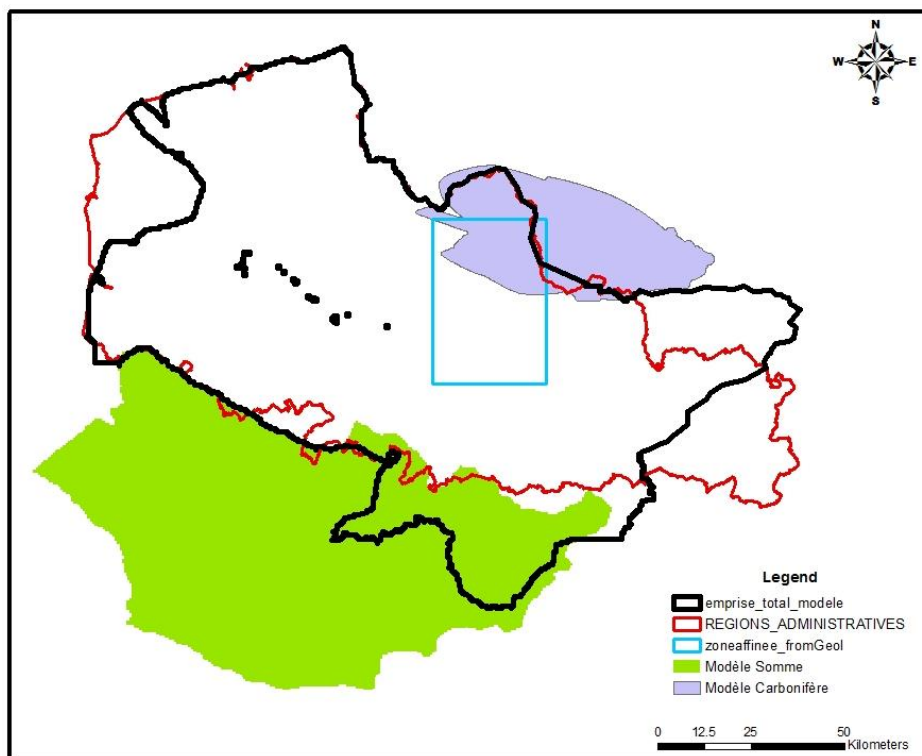 N
W E
S
Legend
emprise_total_modele
REGIONS_ADMINISTRATIVES
zoneaffinee_fromGeol
Modèle Somme
Modèle Carbonifère
0 12.5 25 50
Kilometers